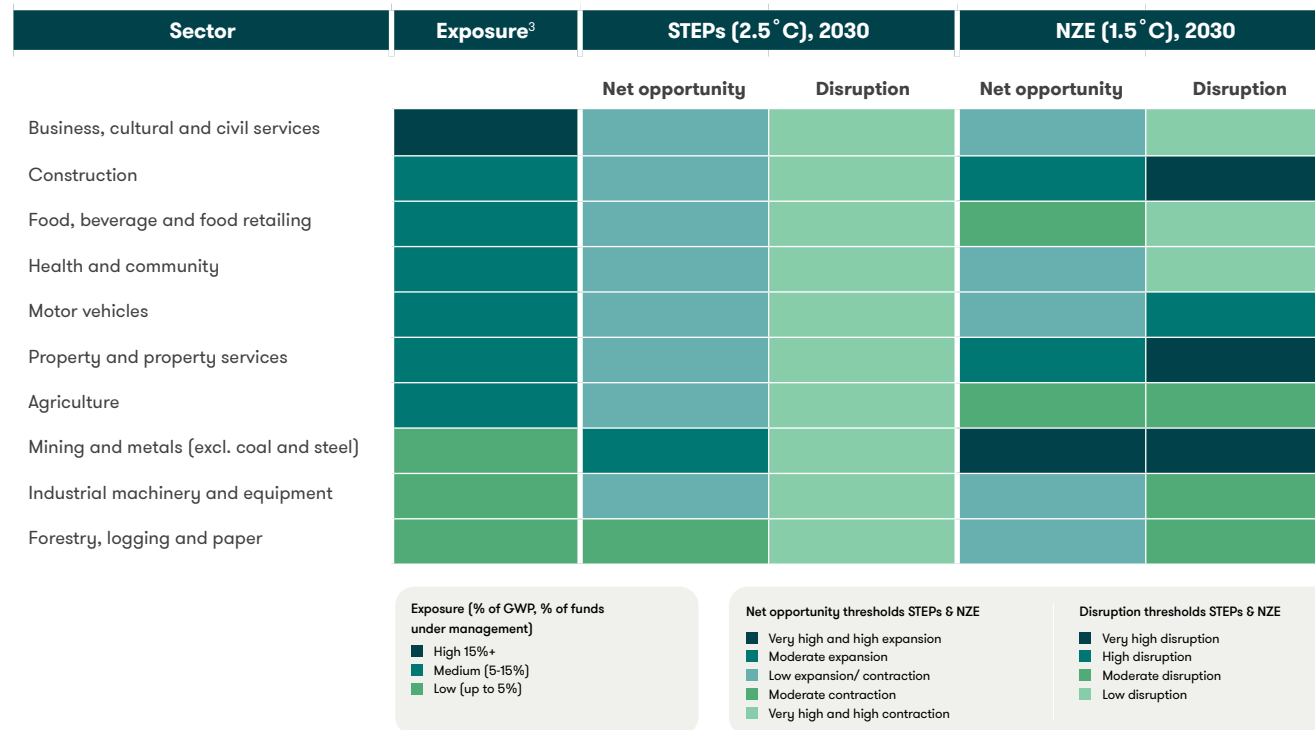 Sector Exposure3 STEPs (2.5°C), 2030 NZE (1.5°C), 2030
Net opportunity Disruption Net opportunity Disruption
Business, cultural and civil services
Construction
Food, beverage and food retailing
Health and community
Motor vehicles
Property and property services
Agriculture
Mining and metals (excl. coal and steel)
Industrial machinery and equipment
Forestry, logging and paper
Exposure (% of GWP, % of funds
under management)
High 15%+
Medium (5-15%)
Low (up to 5%)
Net opportunity thresholds STEPs & NZE
Very high and high expansion
Moderate expansion
Low expansion/ contraction
Moderate contraction
Very high and high contraction
Disruption thresholds STEPs & NZE
Very high disruption
High disruption
Moderate disruption
Low disruption